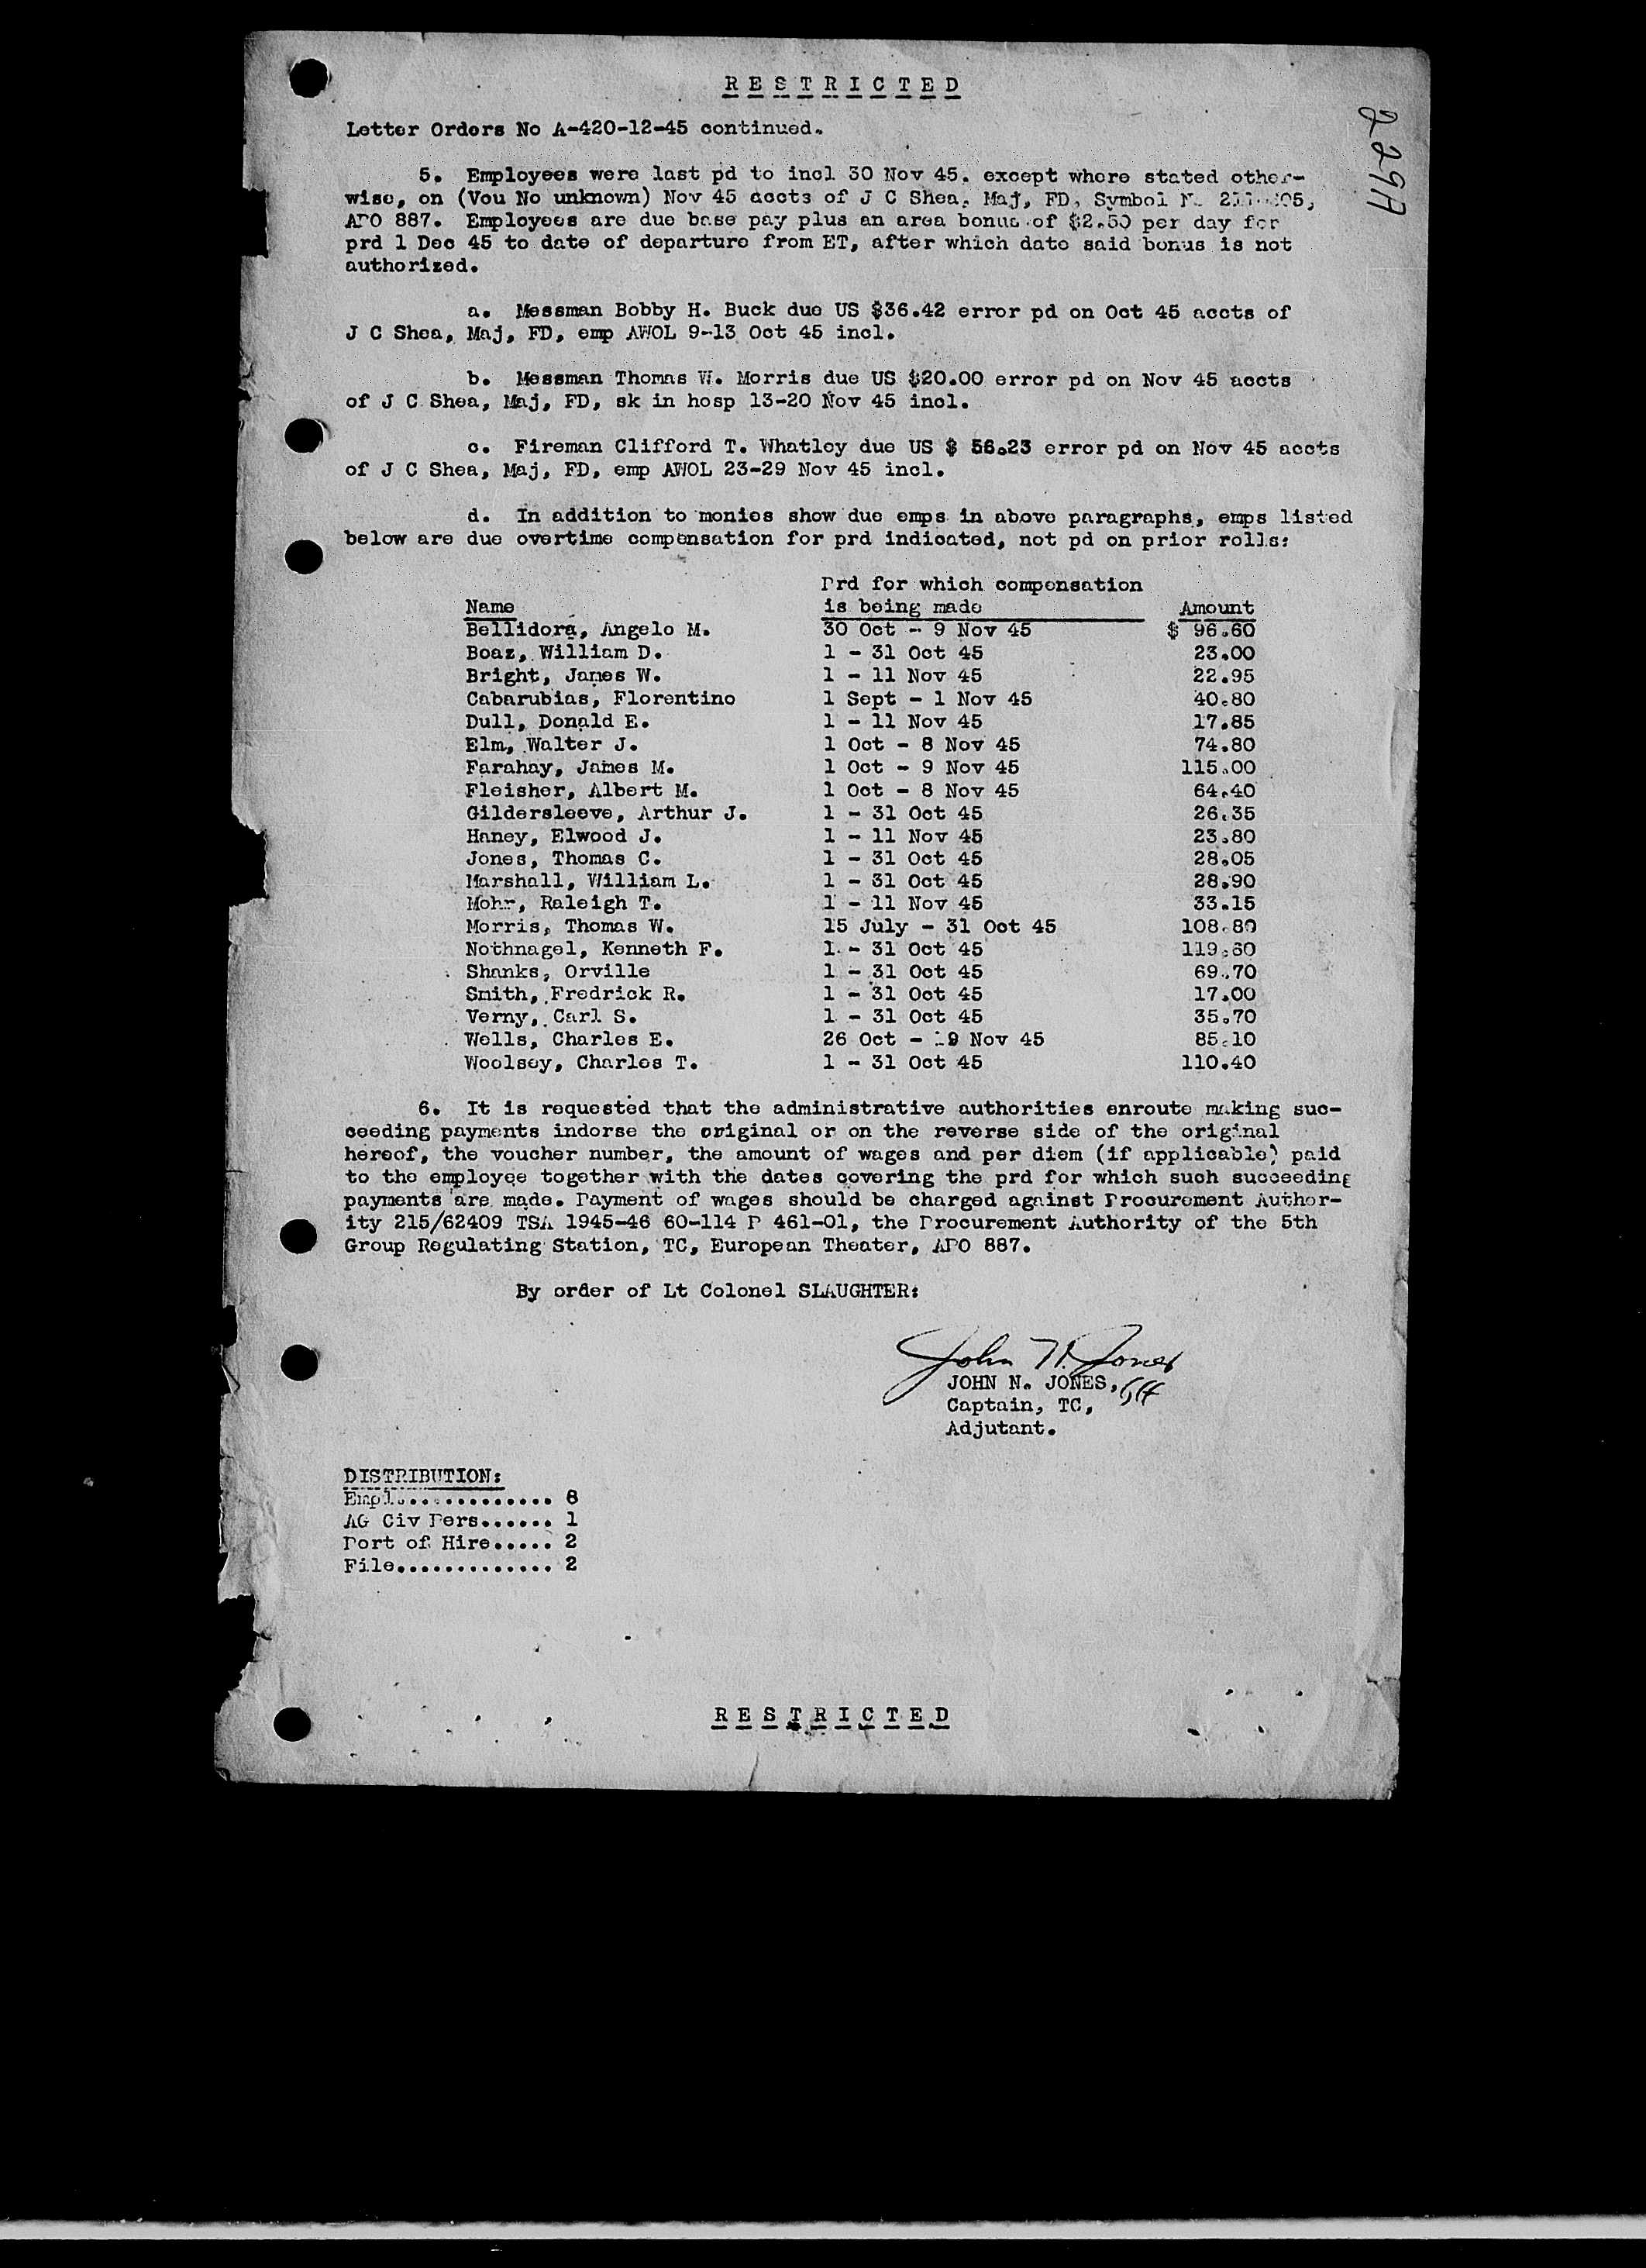 RESTRICTED
229A
Letter Orders No A-420-12-45 continued.
5. Employees were last pd to incl 30 Nov 45. except where stated other-
wise, on (Vou No unknown) Nov 45 accts of J C Shea, Maj, FD, Symbol
APO 887. Employees are due base pay plus an area bonus of $2.50 per day for
prd 1 Dec 45 to date of departure from ET, after which date said bonus is not
authorized.
a. Messman Bobby H. Buck due US $36.42 error pd on Oct 45 accts of
J C Shea, Maj, FD, emp AWOL 9-13 Oct 45 incl.
b. Messman Thomas W. Morris due US $20.00 error pd on Nov 45 accts
of J C Shea, Maj, FD, sk in hosp 13-20 Nov 45 incl.
c. Fireman Clifford T. Whatley due US $ 56.23 error pd on Nov 45 accts
of J C Shea, Maj, FD, emp AWOL 23-29 Nov 45 incl.
d. In addition to monies show due emps in above paragraphs, emps listed
below are due overtime compensation for prd indicated, not pd on prior rolls:
Prd for which compensation
Name is being made Amount
Bellidora, Angelo M. 30 Oct - 9 Nov 45 $ 96.60
Boaz, William D. 1 - 31 Oct 45 23.00
Bright, James W. 1 - 11 Nov 45 22.95
Cabarubias, Florentino 1 Sept - 1 Nov 45 40.80
Dull, Donald E. 1 - 11 Nov 45 17.85
Elm, Walter J. 1 Oct - 8 Nov 45 74.80
Farahay, James M. 1 Oct - 9 Nov 45 115.00
Fleisher, Albert M. 1 Oct - 8 Nov 45 64.40
Gildersleeve, Arthur J. 1 - 31 Oct 45 26.35
Haney, Elwood J. 1 - 11 Nov 45 23.80
Jones, Thomas C. 1 - 31 Oct 45 28.05
Marshall, William L. 1 - 31 Oct 45 28.90
Mohr, Raleigh T. 1 - 11 Nov 45 33.15
Morris, Thomas W. 15 July - 31 Oct 45 108.80
Nothnagel, Kenneth F. 1 - 31 Oct 45 119.60
Shanks, Orville 1 - 31 Oct 45 69.70
Smith, Fredrick R. 1 - 31 Oct 45 17.00
Verny, Carl S. 1 - 31 Oct 45 35.70
Wells, Charles E. 26 Oct - 19 Nov 45 85.10
Woolsey, Charles T. 1 - 31 Oct 45 110.40
6. It is requested that the administrative authorities enroute making suc-
ceeding payments indorse the original or on the reverse side of the original
hereof, the voucher number, the amount of wages and per diem (if applicable) paid
to the employee together with the dates covering the prd for which such succeeding
payments are made. Payment of wages should be charged against Procurement Author-
ity 215/62409 TSA 1945-46 60-114 P 461-01, the Procurement Authority of the 5th
Group Regulating Station, TC, European Theater, APO 887.
By order of Lt Colonel SLAUGHTER:
John N. Jones
JOHN N. JONES,
Captain, TC,
Adjutant.
DISTRIBUTION:
Empl............. 8
AG Civ Pers...... 1
Port of Hire..... 2
File............. 2
RESTRICTED